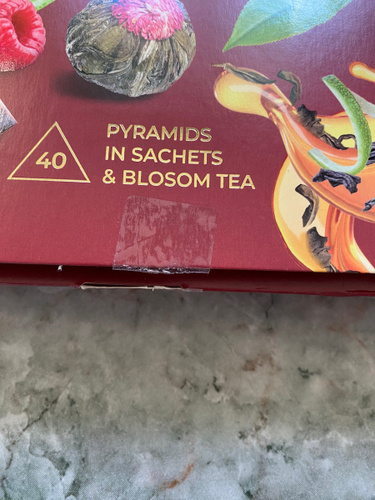 40
PYRAMIDS
IN SACHETS
& BLOSOM TEA